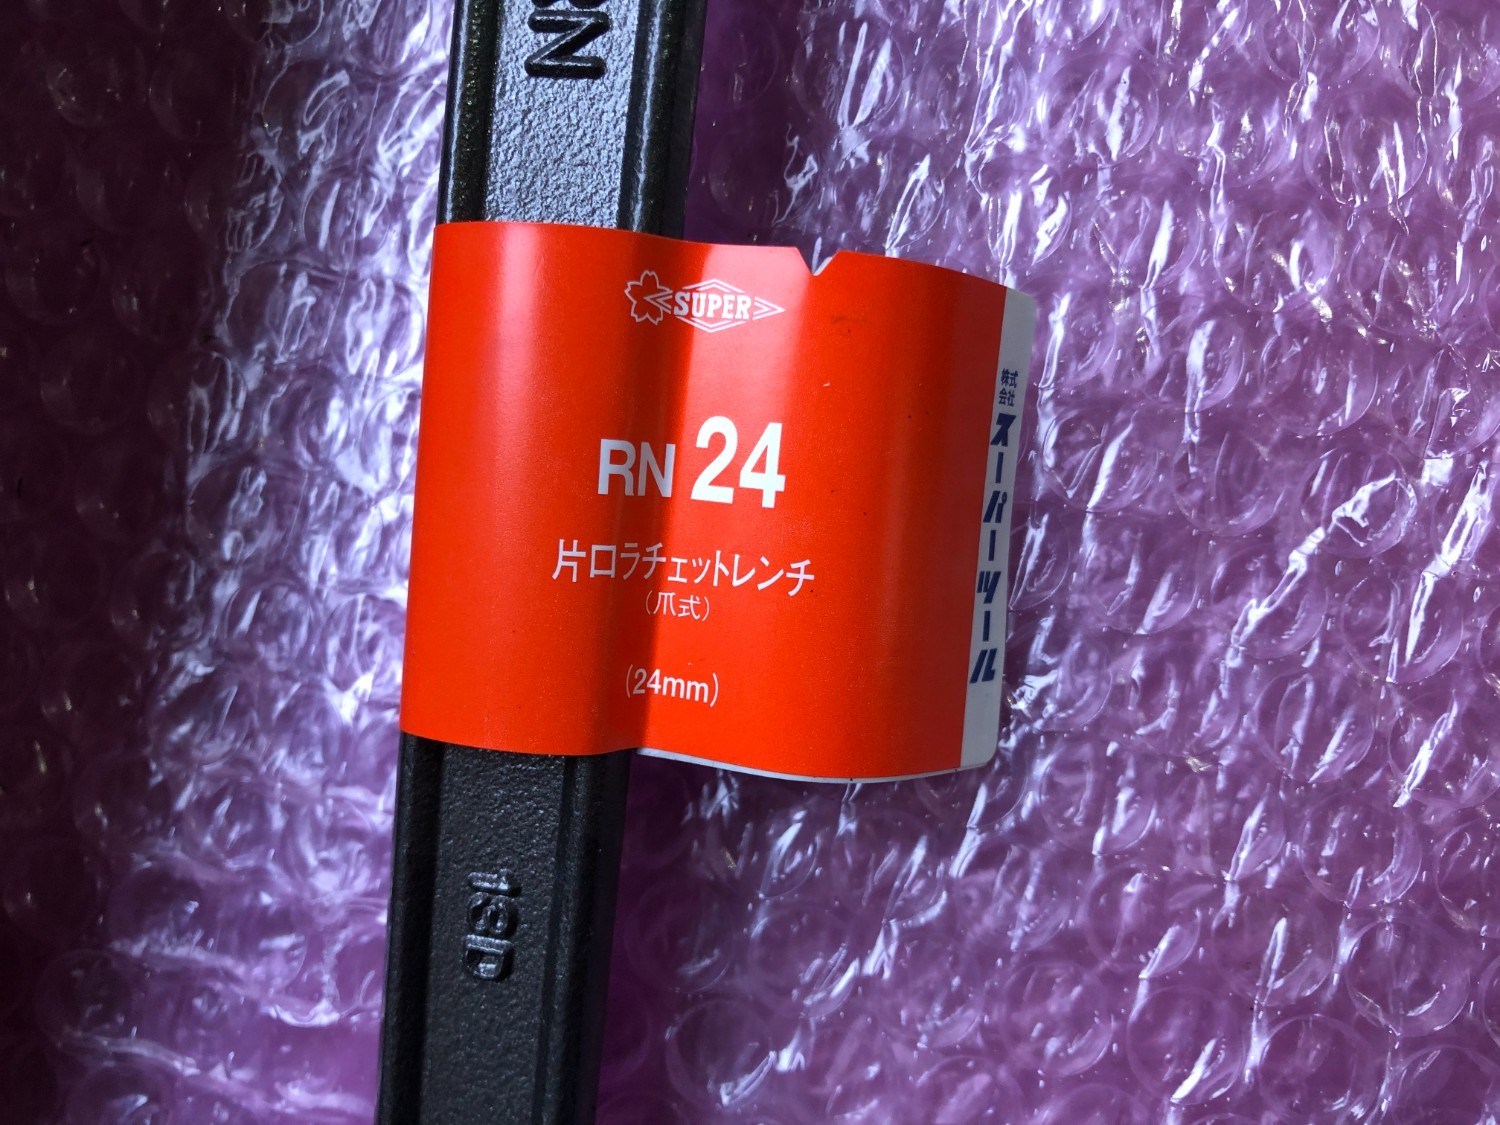 RN
SUPER
RN 24
片口ラチェットレンチ
(爪式)
(24mm)
株式会社 スーパーツール